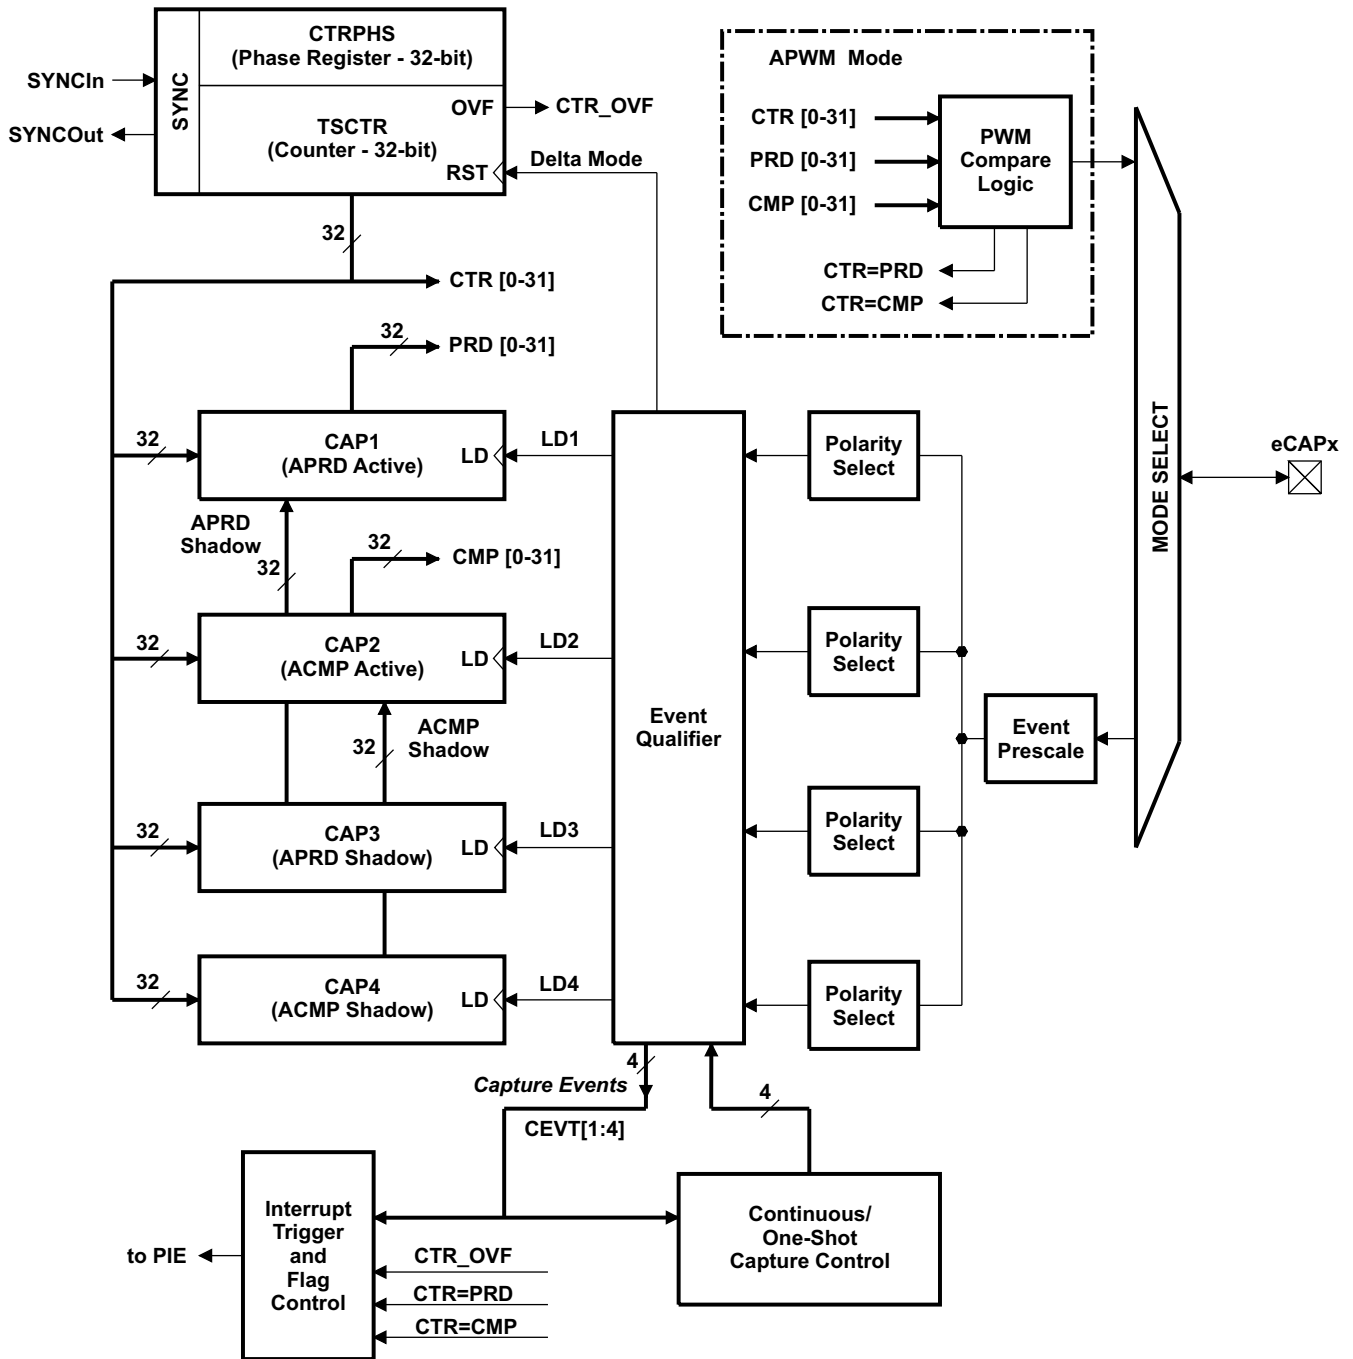 CTRPHS
(Phase Register - 32-bit)
SYNC
SYNCIn
SYNCOut
OVF
CTR_OVF
TSCTR
(Counter - 32-bit)
RST
Delta Mode
APWM Mode
CTR [0-31]
PRD [0-31]
CMP [0-31]
PWM
Compare
Logic
CTR=PRD
CTR=CMP
32
CTR [0-31]
32
PRD [0-31]
32
CAP1
(APRD Active)
LD
LD1
Polarity
Select
MODE SELECT
eCAPx
APRD
Shadow
32
32
CMP [0-31]
32
CAP2
(ACMP Active)
LD
LD2
Polarity
Select
ACMP
Shadow
32
Event
Qualifier
Event
Prescale
32
CAP3
(APRD Shadow)
LD
LD3
Polarity
Select
32
CAP4
(ACMP Shadow)
LD
LD4
Polarity
Select
4
Capture Events
CEVT[1:4]
4
Interrupt
Trigger
and
Flag
Control
to PIE
CTR_OVF
CTR=PRD
CTR=CMP
Continuous/
One-Shot
Capture Control